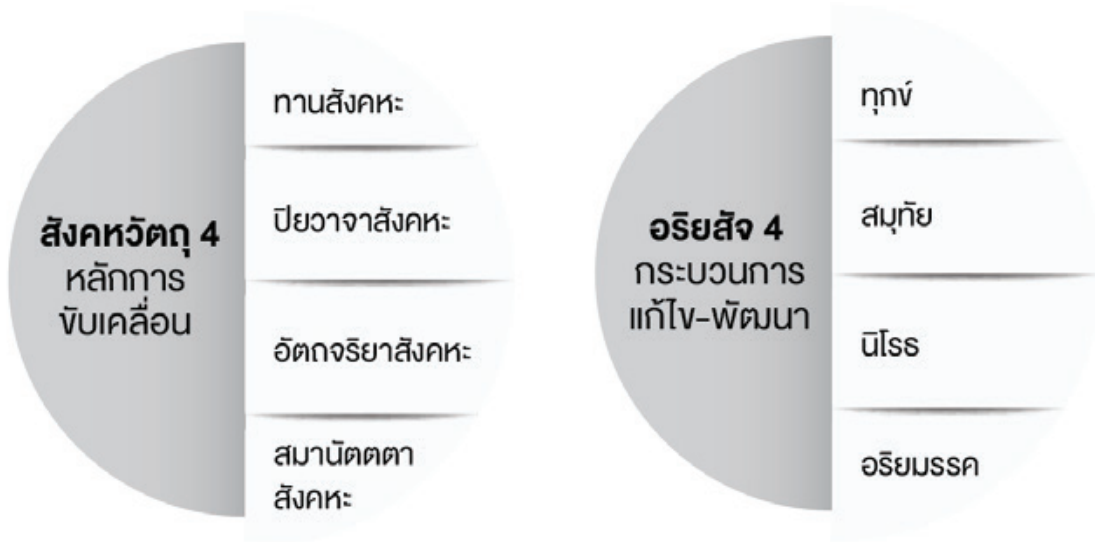 สังคหวัตถุ 4
หลักการ
ขับเคลื่อน
ทานสังคหะ
ปิยวาจาสังคหะ
อัตถจริยาสังคหะ
สมานัตตตา
สังคหะ
อริยสัจ 4
กระบวนการ
แก้ไข-พัฒนา
ทุกข์
สมุทัย
นิโรธ
อริยมรรค